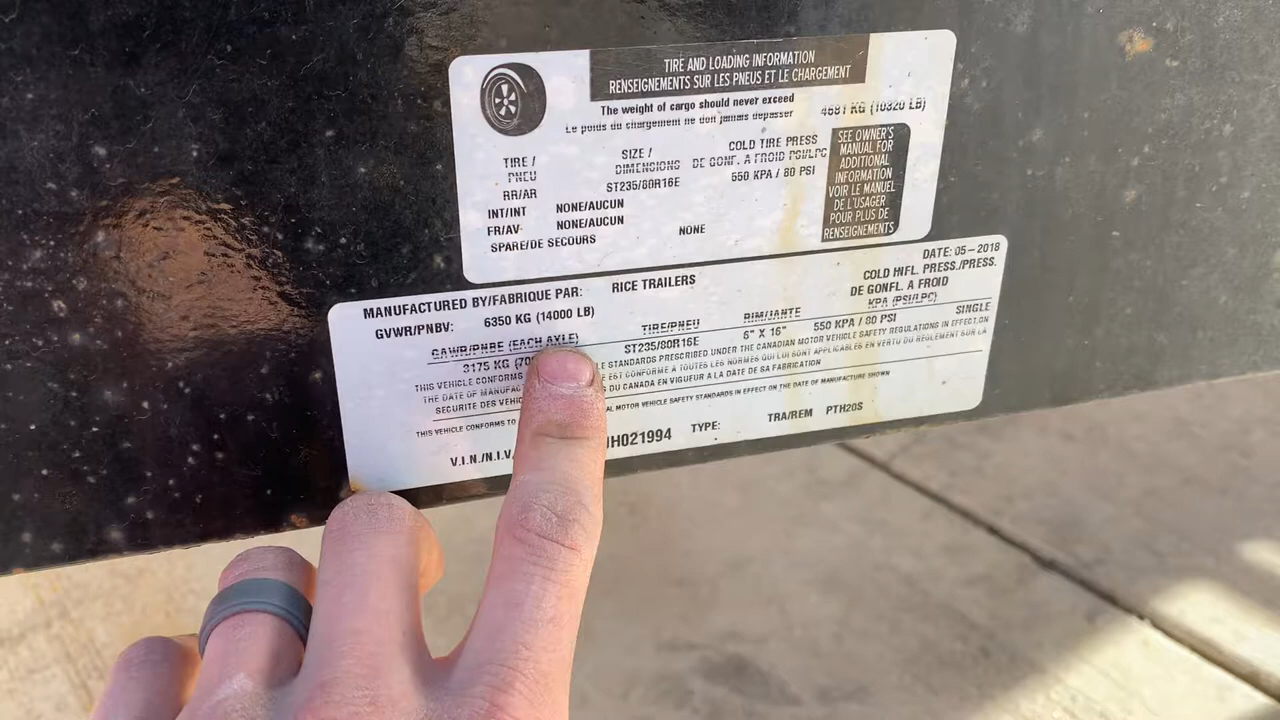 TIRE AND LOADING INFORMATION
RENSEIGNEMENTS SUR LES PNEUS ET LE CHARGEMENT
The weight of cargo should never exceed 4681 KG (10320 LB)
Le poids du chargement ne doit jamais depasser
TIRE / SIZE / COLD TIRE PRESS
PNEU DIMENSIONS DE GONF. A FROID PSI/LPC
RR/AR ST235/80R16E 550 KPA / 80 PSI
INT/INT NONE/AUCUN
FR/AV NONE/AUCUN
SPARE/DE SECOURS NONE
SEE OWNER'S
MANUAL FOR
ADDITIONAL
INFORMATION
VOIR LE MANUEL
DE L'USAGER
POUR PLUS DE
RENSEIGNEMENTS
DATE: 05-2018
MANUFACTURED BY/FABRIQUE PAR: RICE TRAILERS
COLD INFL. PRESS./PRESS.
GVWR/PNBV: 6350 KG (14000 LB)
DE GONFL. A FROID
GAWR/PNBE (EACH AXLE) TIRE/PNEU RIM/JANTE KPA (PSI/LPC)
3175 KG (70 ST235/80R16E 6" X 16" 550 KPA / 80 PSI SINGLE
THIS VEHICLE CONFORMS LE STANDARDS PRESCRIBED UNDER THE CANADIAN MOTOR VEHICLE SAFETY REGULATIONS IN EFFECT ON
THE DATE OF MANUFAC EST CONFORME À TOUTES LES NORMES QUI LUI SONT APPLICABLES EN VERTU DU REGLEMENT SUR LA
SECURITE DES VEHIC DU CANADA EN VIGUEUR A LA DATE DE SA FABRICATION
THIS VEHICLE CONFORMS TO AL MOTOR VEHICLE SAFETY STANDARDS IN EFFECT ON THE DATE OF MANUFACTURE SHOWN
V.I.N./N.I.V. H021994 TYPE: TRA/REM PTH20S